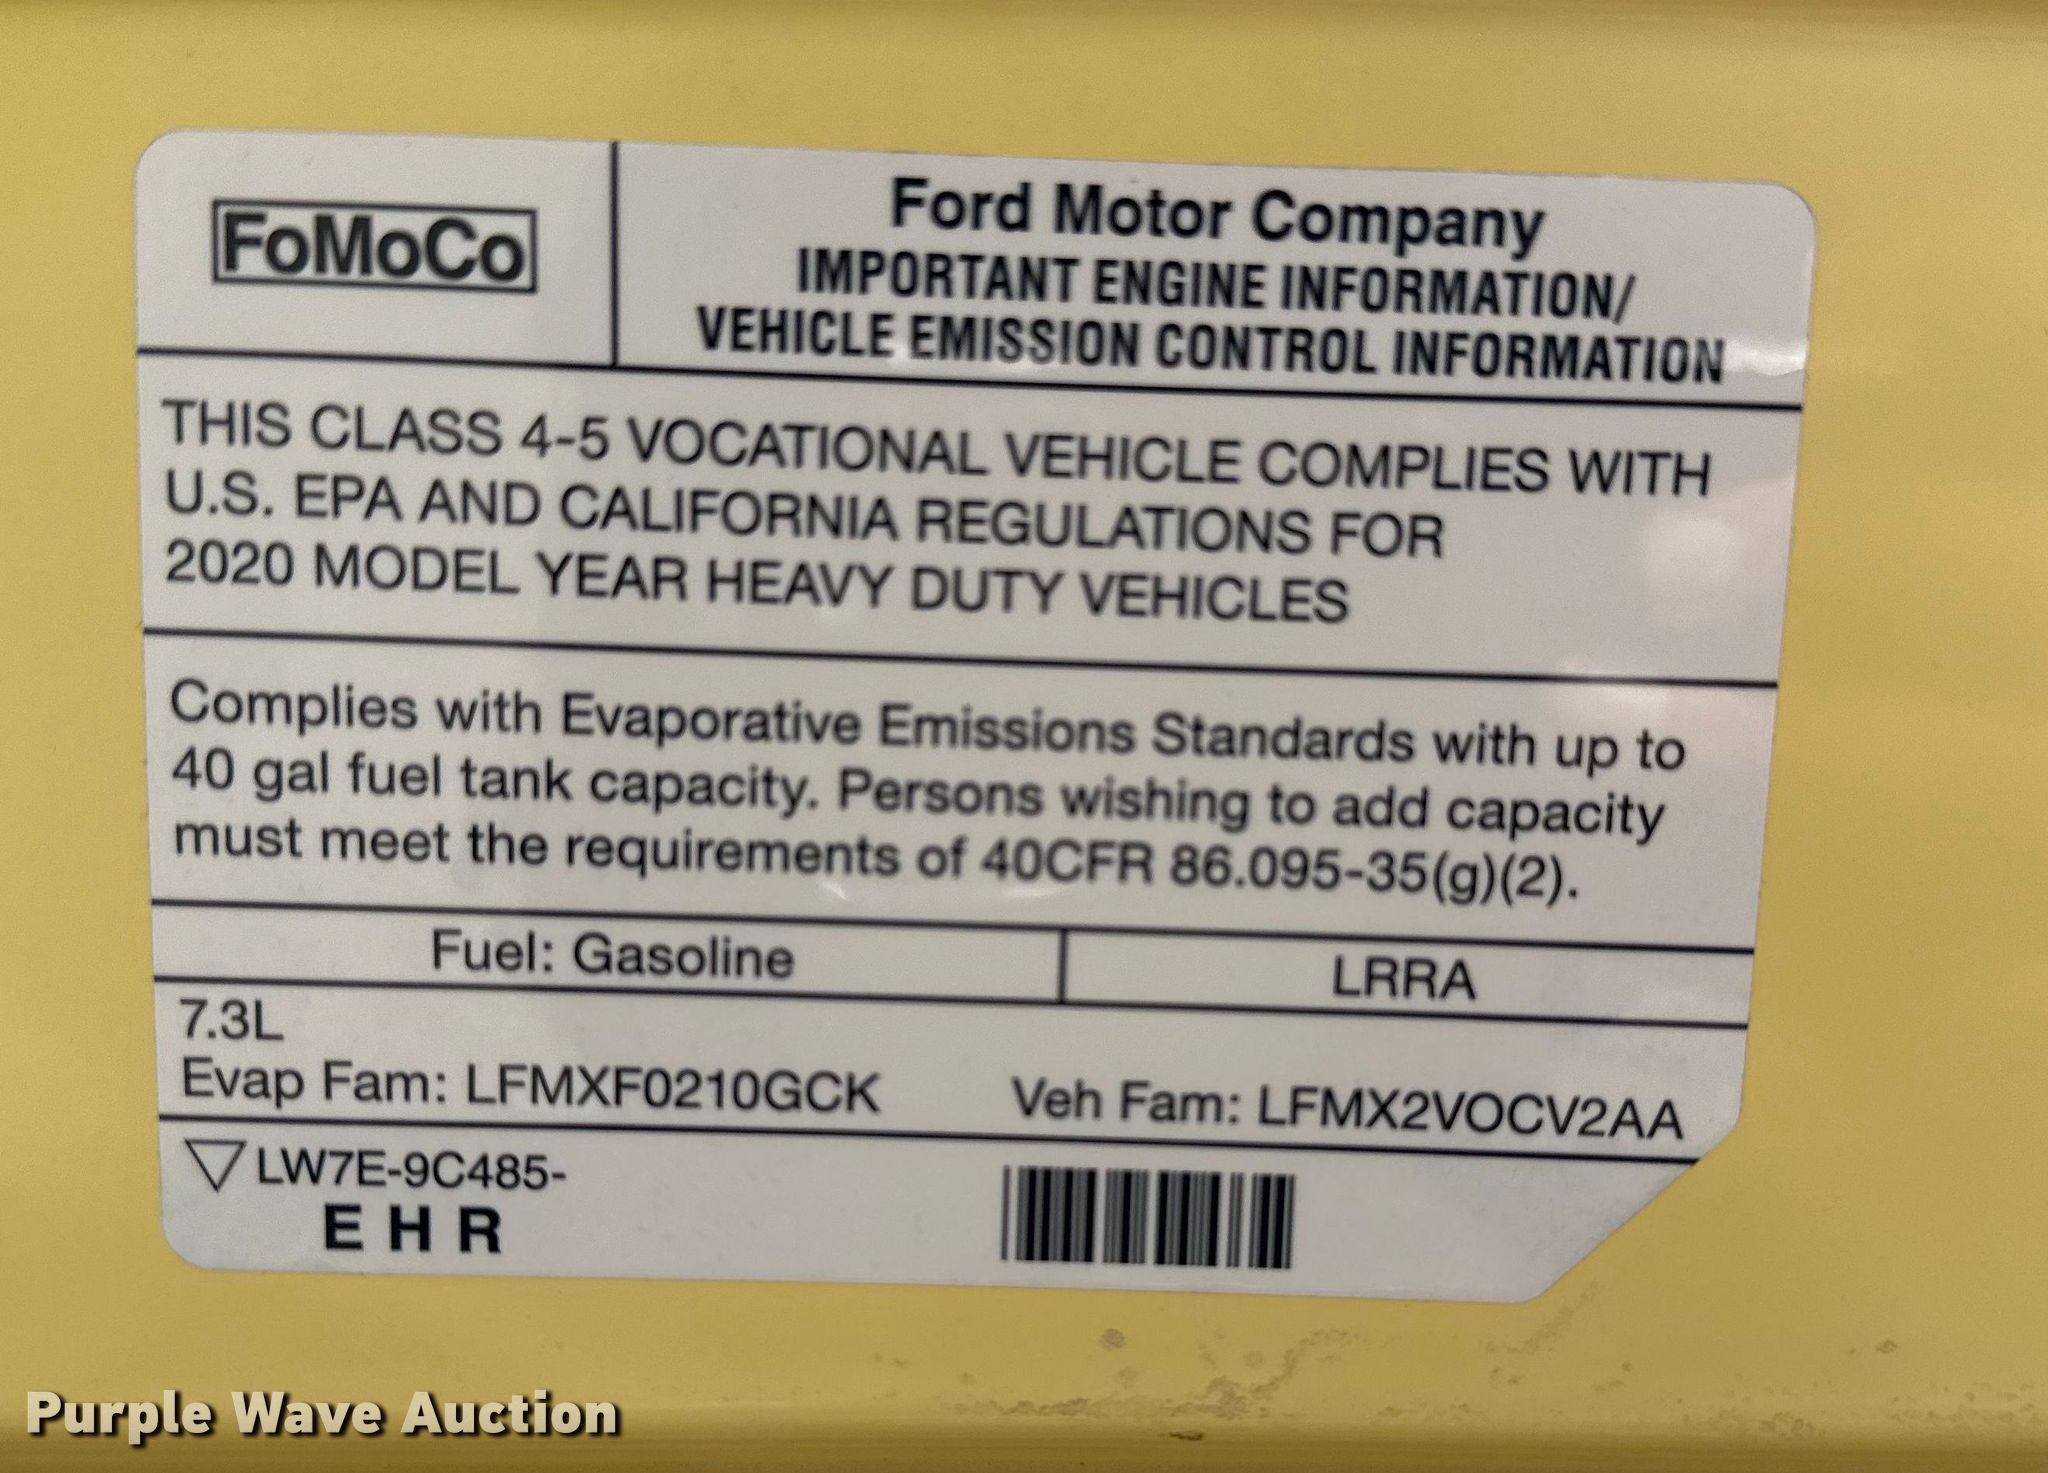 FoMoCo
Ford Motor Company
IMPORTANT ENGINE INFORMATION/
VEHICLE EMISSION CONTROL INFORMATION
THIS CLASS 4-5 VOCATIONAL VEHICLE COMPLIES WITH
U.S. EPA AND CALIFORNIA REGULATIONS FOR
2020 MODEL YEAR HEAVY DUTY VEHICLES
Complies with Evaporative Emissions Standards with up to
40 gal fuel tank capacity. Persons wishing to add capacity
must meet the requirements of 40CFR 86.095-35(g)(2).
Fuel: Gasoline
LRRA
7.3L
Evap Fam: LFMXF0210GCK
Veh Fam: LFMX2VOCV2AA
▽LW7E-9C485-
E H R
Purple Wave Auction